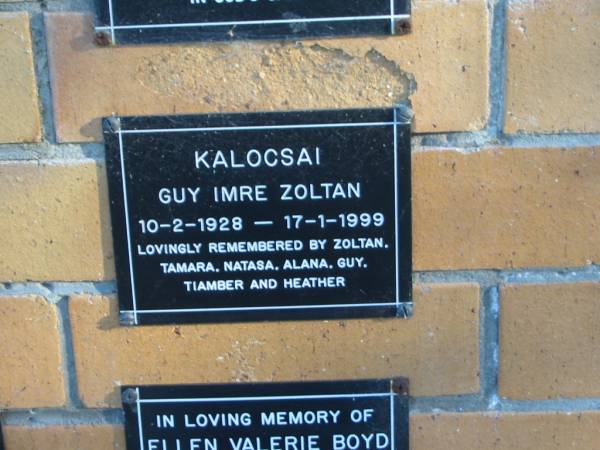 KALOCSAI
GUY IMRE ZOLTAN
10-2-1928 — 17-1-1999
LOVINGLY REMEMBERED BY ZOLTAN,
TAMARA, NATASA, ALANA, GUY,
TIAMBER AND HEATHER
IN LOVING MEMORY OF
ELLEN VALERIE BOYD